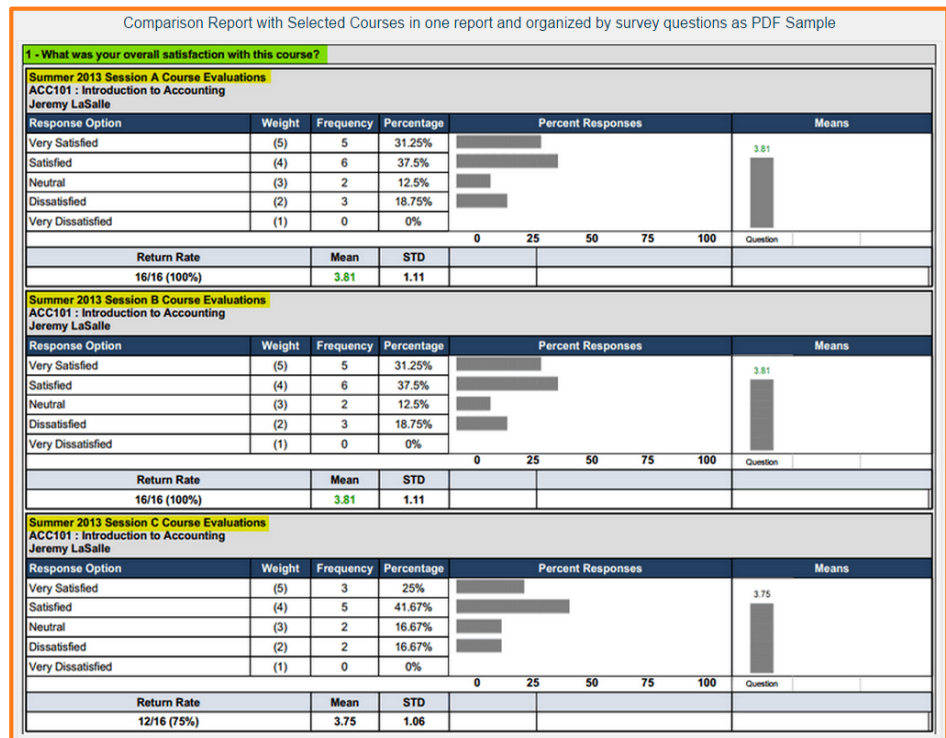 Comparison Report with Selected Courses in one report and organized by survey questions as PDF Sample
1 - What was your overall satisfaction with this course?
Summer 2013 Session A Course Evaluations
ACC101 : Introduction to Accounting
Jeremy LaSalle
Response Option Weight Frequency Percentage Percent Responses Means
Very Satisfied (5) 5 31.25%
3.81
Satisfied (4) 6 37.5%
Neutral (3) 2 12.5%
Dissatisfied (2) 3 18.75%
Very Dissatisfied (1) 0 0%
0 25 50 75 100 Question
Return Rate Mean STD
16/16 (100%) 3.81 1.11
Summer 2013 Session B Course Evaluations
ACC101 : Introduction to Accounting
Jeremy LaSalle
Response Option Weight Frequency Percentage Percent Responses Means
Very Satisfied (5) 5 31.25%
3.81
Satisfied (4) 6 37.5%
Neutral (3) 2 12.5%
Dissatisfied (2) 3 18.75%
Very Dissatisfied (1) 0 0%
0 25 50 75 100 Question
Return Rate Mean STD
16/16 (100%) 3.81 1.11
Summer 2013 Session C Course Evaluations
ACC101 : Introduction to Accounting
Jeremy LaSalle
Response Option Weight Frequency Percentage Percent Responses Means
Very Satisfied (5) 3 25%
3.75
Satisfied (4) 5 41.67%
Neutral (3) 2 16.67%
Dissatisfied (2) 2 16.67%
Very Dissatisfied (1) 0 0%
0 25 50 75 100 Question
Return Rate Mean STD
12/16 (75%) 3.75 1.06